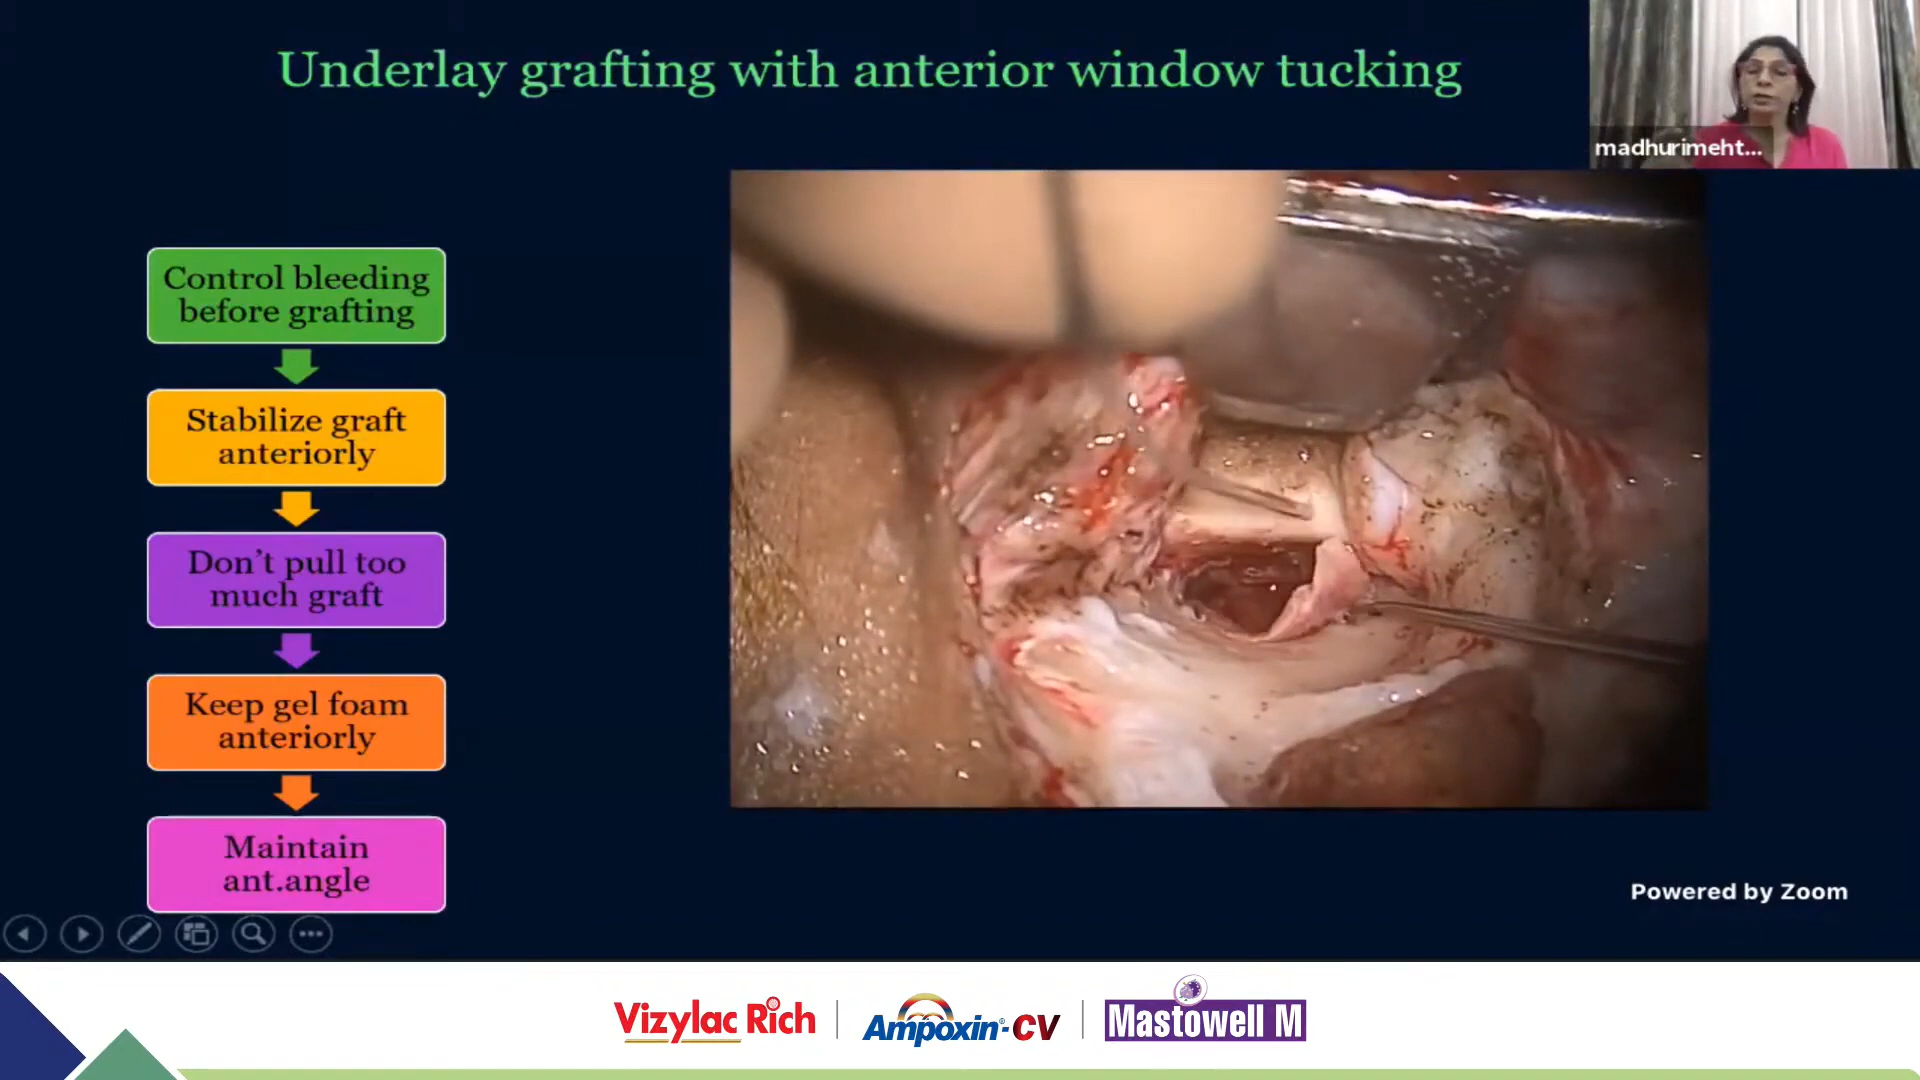 Underlay grafting with anterior window tucking
madhurimeht...
Control bleeding
before grafting
Stabilize graft
anteriorly
Don't pull too
much graft
Keep gel foam
anteriorly
Maintain
ant.angle
Powered by Zoom
Vizylac Rich
Ampoxin®-CV
Mastowell M